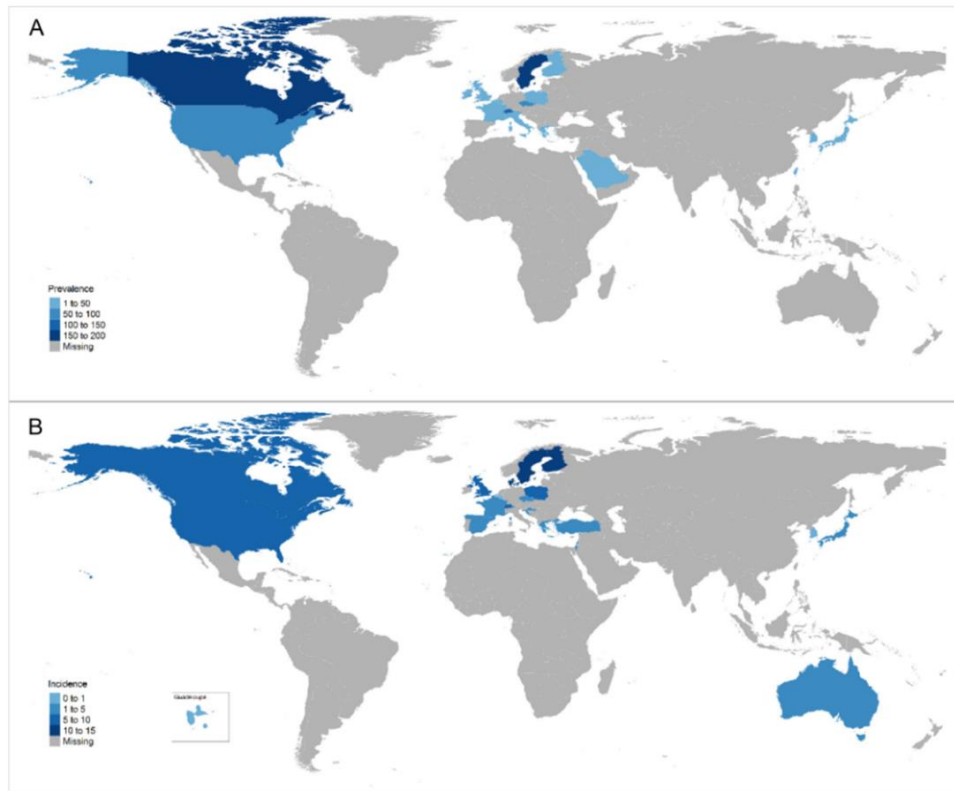 A
Prevalence
1 to 50
50 to 100
100 to 150
150 to 200
Missing
B
Incidence
0 to 1
1 to 5
5 to 10
10 to 15
Missing
Guadeloupe